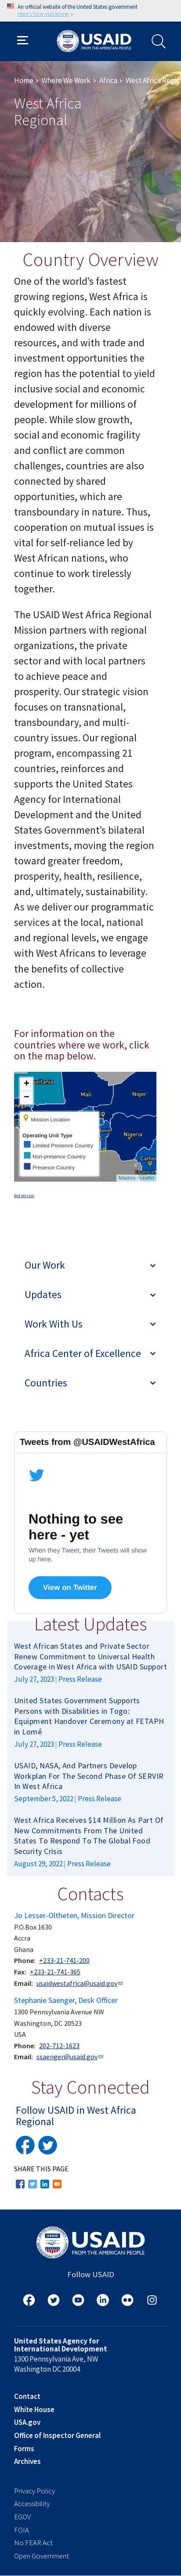 An official website of the United States government
Here's how you know
USAID
FROM THE AMERICAN PEOPLE
Home > Where We Work > Africa > West Africa Regi
West Africa
Regional
Country Overview
One of the world's fastest
growing regions, West Africa is
quickly evolving. Each nation is
endowed with diverse
resources, and with trade and
investment opportunities the
region has the potential to yield
inclusive social and economic
development for millions of
people. While slow growth,
social and economic fragility
and conflict are common
challenges, countries are also
connected by shared
opportunities, which are
transboundary in nature. Thus,
cooperation on mutual issues is
vital for self-reliance led by
West African nations, who
continue to work tirelessly
together.
The USAID West Africa Regional
Mission partners with regional
organizations, the private
sector and with local partners
to achieve peace and
prosperity. Our strategic vision
focuses on transnational,
transboundary, and multi-
country issues. Our regional
program, encompassing 21
countries, reinforces and
supports the United States
Agency for International
Development and the United
States Government's bilateral
investments, moving the region
toward greater freedom,
prosperity, health, resilience,
and, ultimately, sustainability.
As we deliver our programmatic
services at the local, national
and regional levels, we engage
with West Africans to leverage
the benefits of collective
action.
For information on the
countries where we work, click
on the map below.
+
−
Mali
Niger
Mission Location
Operating Unit Type
Limited Presence Country
Non-presence Country
Presence Country
Nigeria
Mapbox Leaflet
text version
Our Work
Updates
Work With Us
Africa Center of Excellence
Countries
Tweets from @USAIDWestAfrica
Nothing to see
here - yet
When they Tweet, their Tweets will show
up here.
View on Twitter
Latest Updates
West African States and Private Sector
Renew Commitment to Universal Health
Coverage in West Africa with USAID Support
July 27, 2023 | Press Release
United States Government Supports
Persons with Disabilities in Togo:
Equipment Handover Ceremony at FETAPH
in Lomé
July 27, 2023 | Press Release
USAID, NASA, And Partners Develop
Workplan For The Second Phase Of SERVIR
In West Africa
September 5, 2022 | Press Release
West Africa Receives $14 Million As Part Of
New Commitments From The United
States To Respond To The Global Food
Security Crisis
August 29, 2022 | Press Release
Contacts
Jo Lesser-Oltheten, Mission Director
P.O.Box 1630
Accra
Ghana
Phone: +233-21-741-200
Fax: +233-21-741-365
Email: usaidwestafrica@usaid.gov
Stephanie Saenger, Desk Officer
1300 Pennsylvania Avenue NW
Washington, DC 20523
USA
Phone: 202-712-1623
Email: ssaenger@usaid.gov
Stay Connected
Follow USAID in West Africa
Regional
SHARE THIS PAGE
USAID
FROM THE AMERICAN PEOPLE
Follow USAID
United States Agency for
International Development
1300 Pennsylvania Ave, NW
Washington DC 20004
Contact
White House
USA.gov
Office of Inspector General
Forms
Archives
Privacy Policy
Accessibility
EGOV
FOIA
No FEAR Act
Open Government